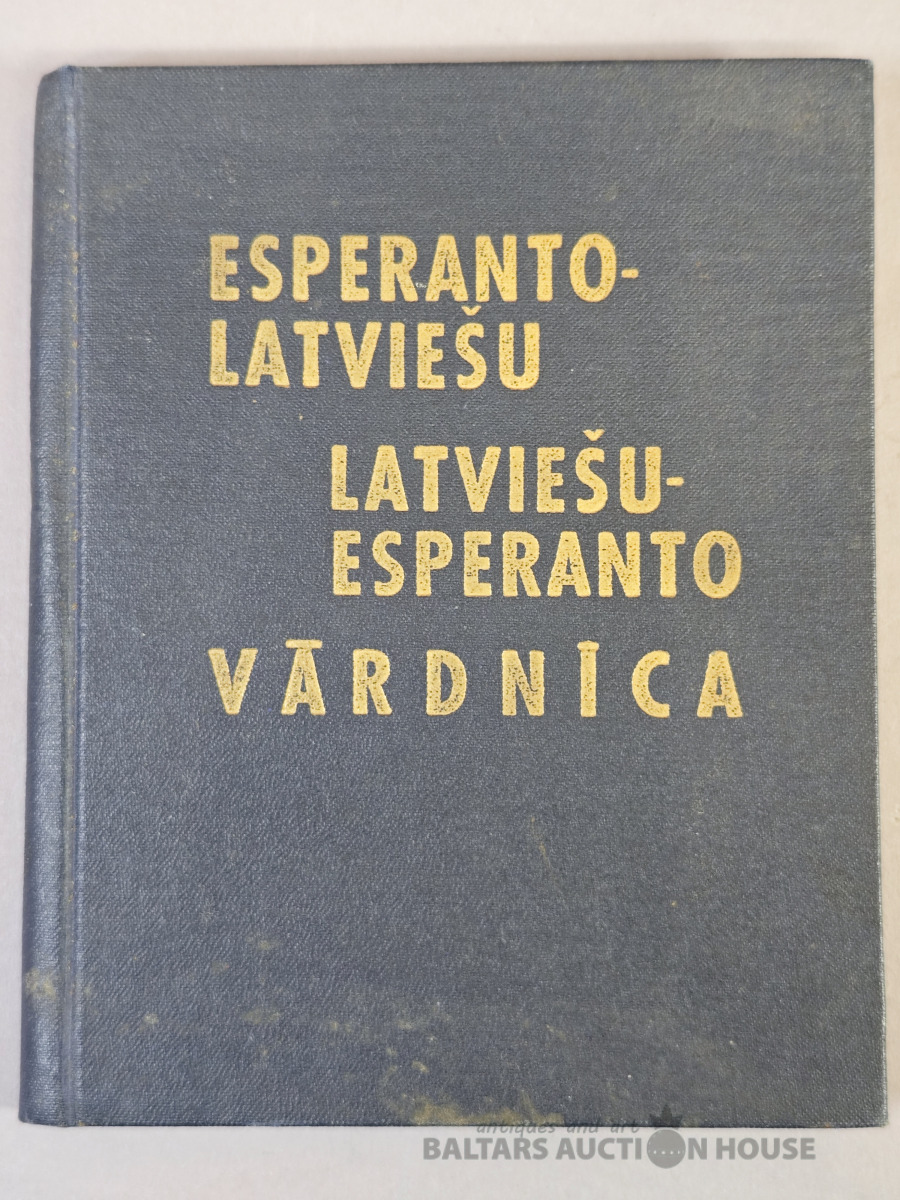 ESPERANTO-
LATVIEŠU
LATVIEŠU-
ESPERANTO
VĀRDNĪCA
antiques and art
BALTARS AUCTION HOUSE